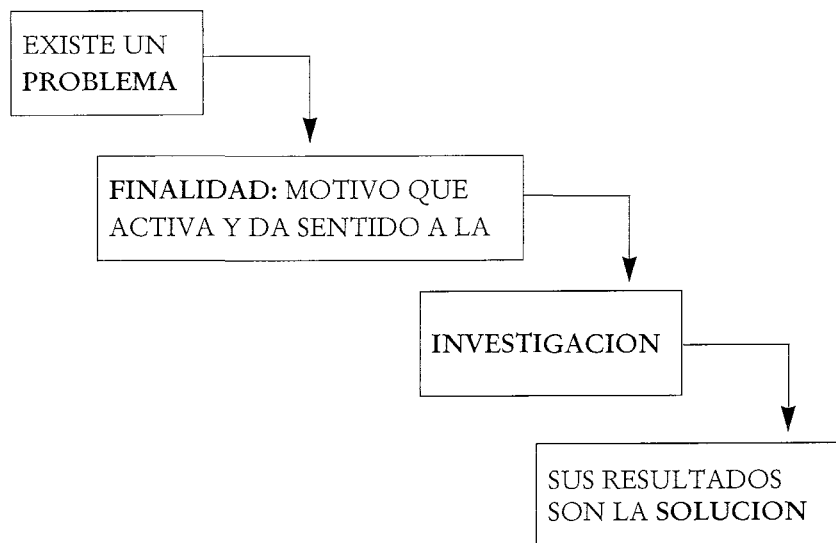 EXISTE UN
PROBLEMA
FINALIDAD: MOTIVO QUE
ACTIVA Y DA SENTIDO A LA
INVESTIGACION
SUS RESULTADOS
SON LA SOLUCION